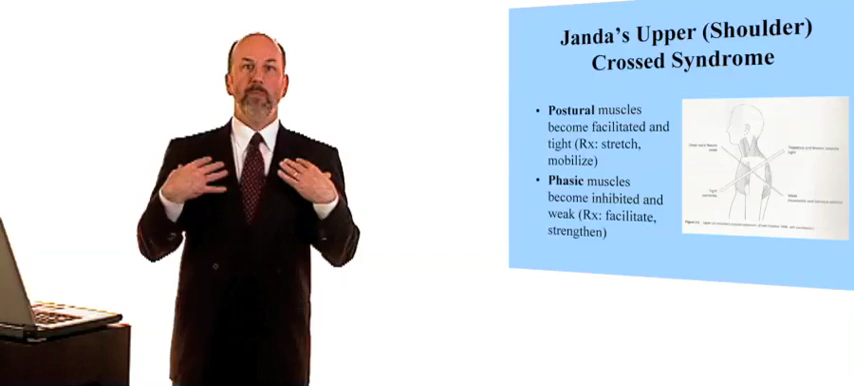 Janda's Upper (Shoulder)
Crossed Syndrome
• Postural muscles
become facilitated and
tight (Rx: stretch,
mobilize)
• Phasic muscles
become inhibited and
weak (Rx: facilitate,
strengthen)